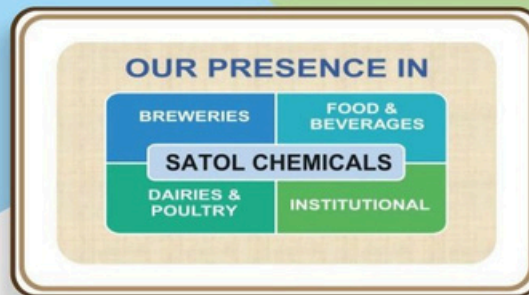 OUR PRESENCE IN
BREWERIES
FOOD &
BEVERAGES
SATOL CHEMICALS
DAIRIES &
POULTRY
INSTITUTIONAL